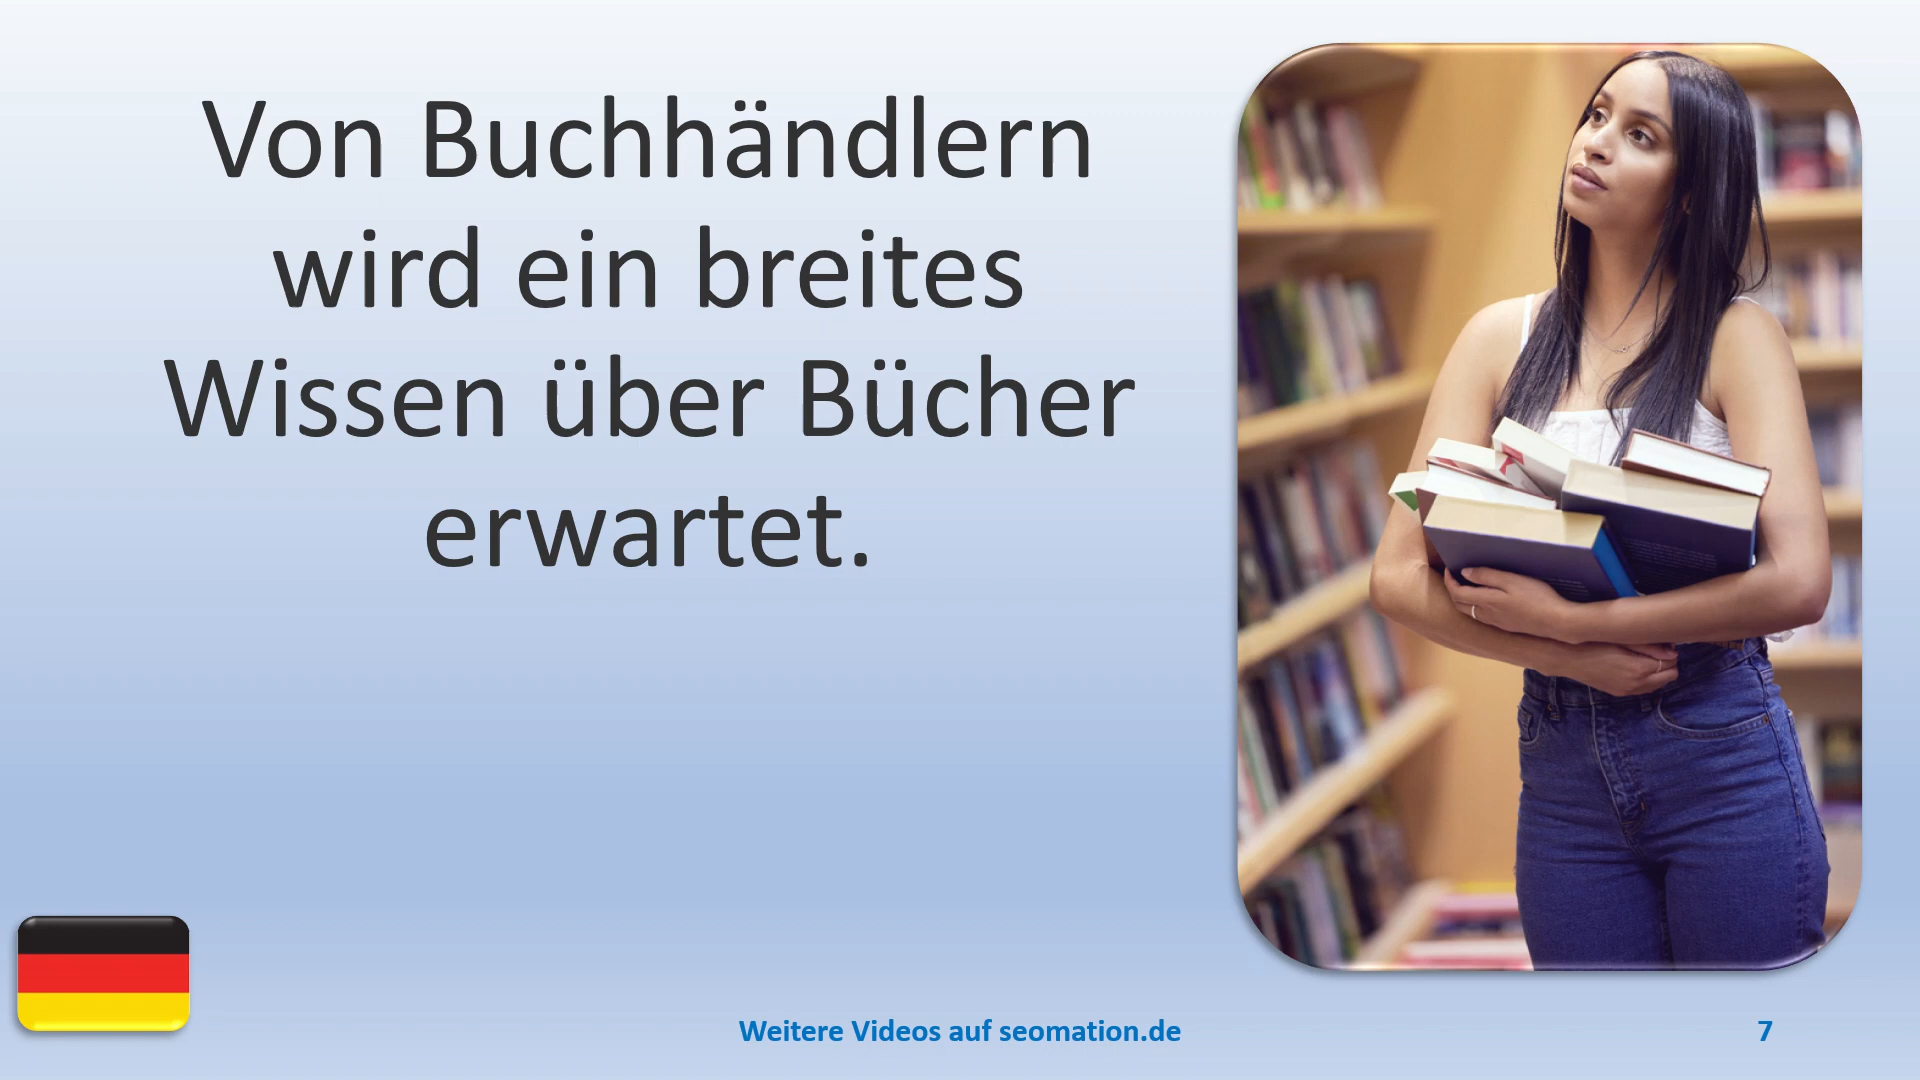 Von Buchhändlern
wird ein breites
Wissen über Bücher
erwartet.
Weitere Videos auf seomation.de
7